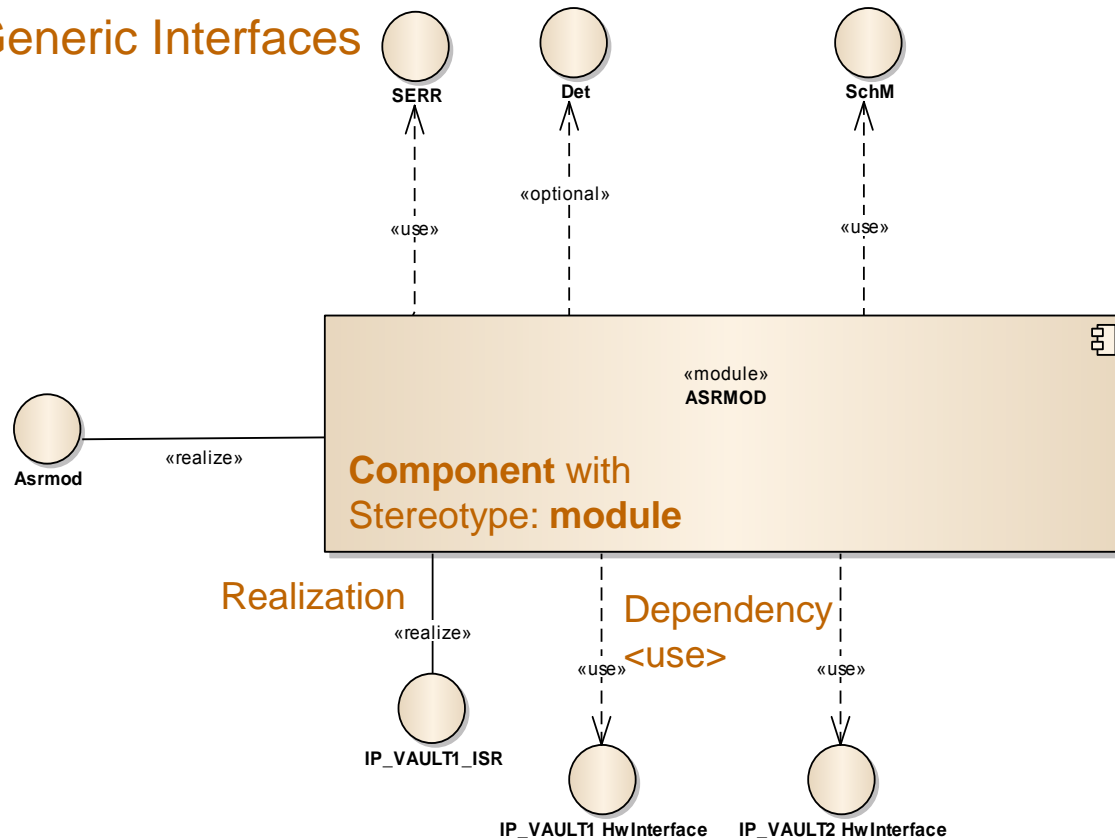 Generic Interfaces
SERR
Det
SchM
«optional»
«use»
«use»
«module»
ASRMOD
Asrmod
«realize»
Component with
Stereotype: module
Realization
«realize»
Dependency
<use>
«use»
«use»
IP_VAULT1_ISR
IP_VAULT1 HwInterface
IP_VAULT2 HwInterface